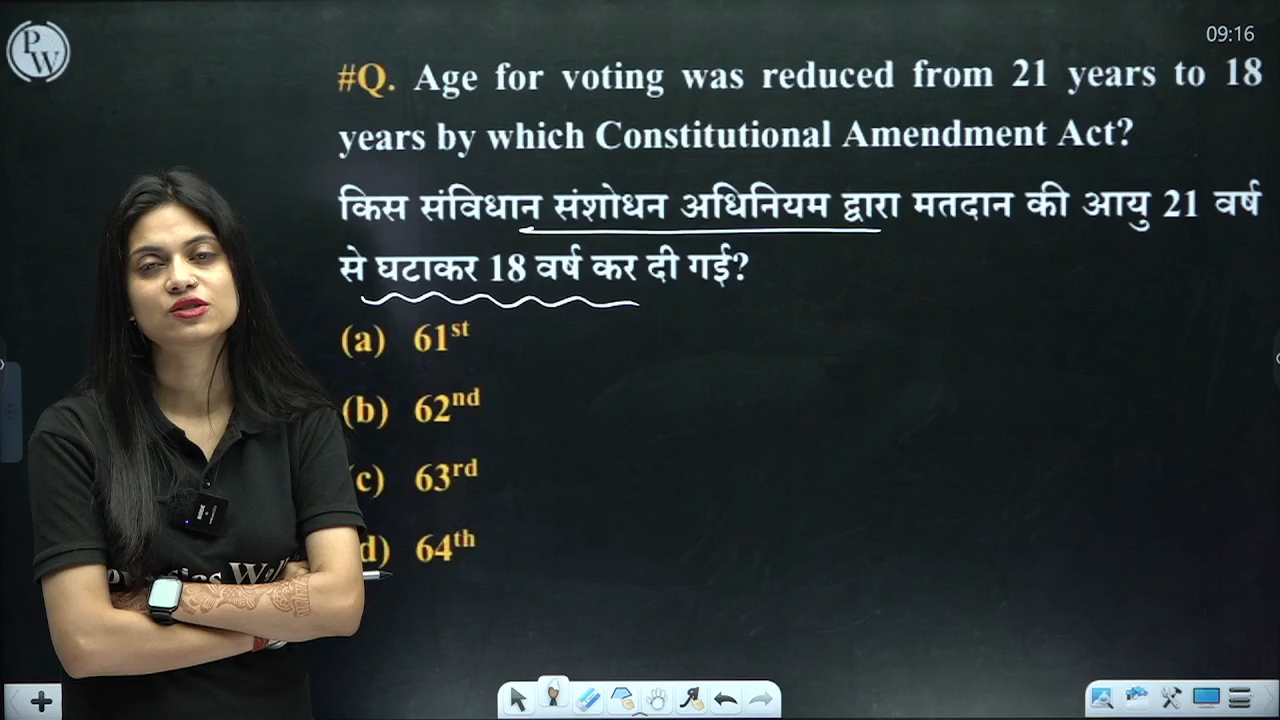 PW
09:16
#Q. Age for voting was reduced from 21 years to 18
years by which Constitutional Amendment Act?
किस संविधान संशोधन अधिनियम द्वारा मतदान की आयु 21 वर्ष
से घटाकर 18 वर्ष कर दी गई?
(a) 61st
(b) 62nd
c) 63rd
d) 64th